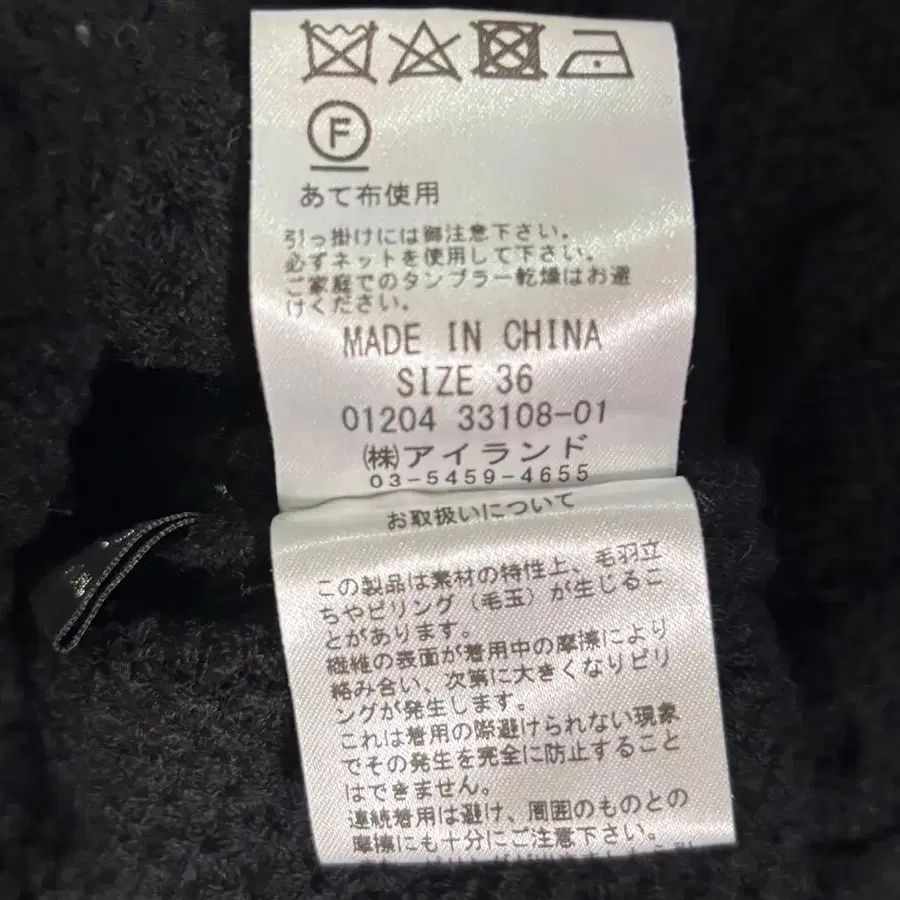 F
あて布使用
引っ掛けには御注意下さい。
必ずネットを使用して下さい。
ご家庭でのタンブラー乾燥はお避
けください。
MADE IN CHINA
SIZE 36
01204 33108-01
㈱アイランド
03-5459-4655
お取扱いについて
この製品は素材の特性上、毛羽立
ちやピリング（毛玉）が生じるこ
とがあります。
繊維の表面が着用中の摩擦により
絡み合い、次第に大きくなりピリ
ングが発生します。
これは着用の際避けられない現象
でその発生を完全に防止すること
はできません。
連続着用は避け、周囲のものとの
摩擦にも十分にご注意下さい。